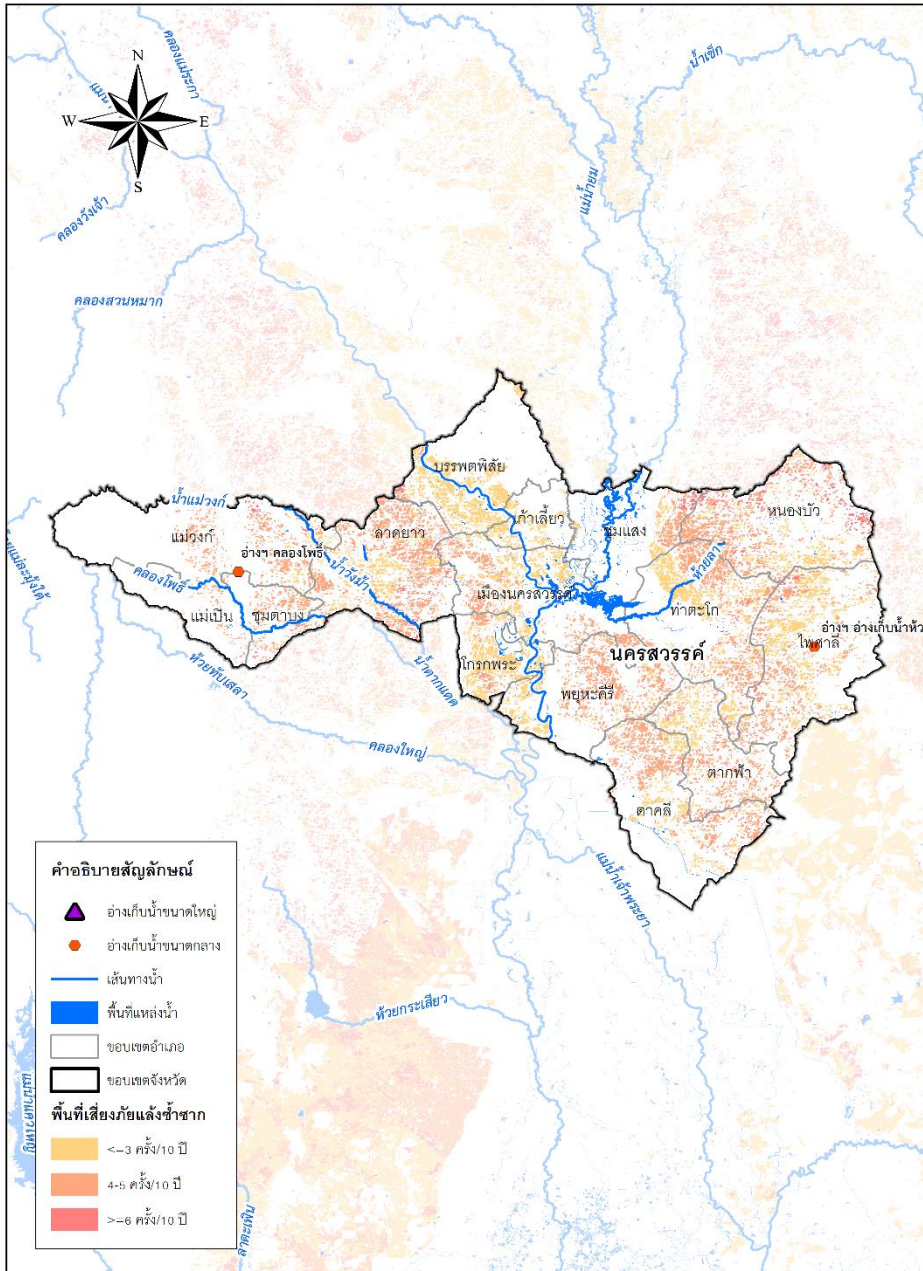 N
W
E
S
คลองแม่ระกา
น้ำเข็ก
แม่น้ำยม
คลองวังเจ้า
คลองสวนหมาก
บรรพตพิสัย
หนองบัว
น้ำแม่วงก์
เก้าเลี้ยว
ชุมแสง
แม่วงก์
ลาดยาว
อ่างฯ คลองโพธิ์
น้ำวังม้า
ห้วยลา
คลองโพธิ์
เมืองนครสวรรค์
ท่าตะโก
แม่เปิน
ชุมตาบง
อ่างฯ อ่างเก็บน้ำห้ว
ไพศาลี
นครสวรรค์
โกรกพระ
ห้วยทับเสลา
น้ำตากแดด
พยุหะคีรี
คลองใหญ่
ตากฟ้า
ตาคลี
แม่น้ำเจ้าพระยา
ห้วยกระเสียว
ลำตะเพิน
คำอธิบายสัญลักษณ์
อ่างเก็บน้ำขนาดใหญ่
อ่างเก็บน้ำขนาดกลาง
เส้นทางน้ำ
พื้นที่แหล่งน้ำ
ขอบเขตอำเภอ
ขอบเขตจังหวัด
พื้นที่เสี่ยงภัยแล้งซ้ำซาก
<=3 ครั้ง/10 ปี
4-5 ครั้ง/10 ปี
>=6 ครั้ง/10 ปี